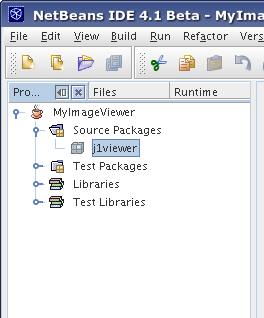 NetBeans IDE 4.1 Beta - MyIma
File Edit View Build Run Refactor Vers
Pro... Files Runtime
MyImageViewer
Source Packages
j1viewer
Test Packages
Libraries
Test Libraries